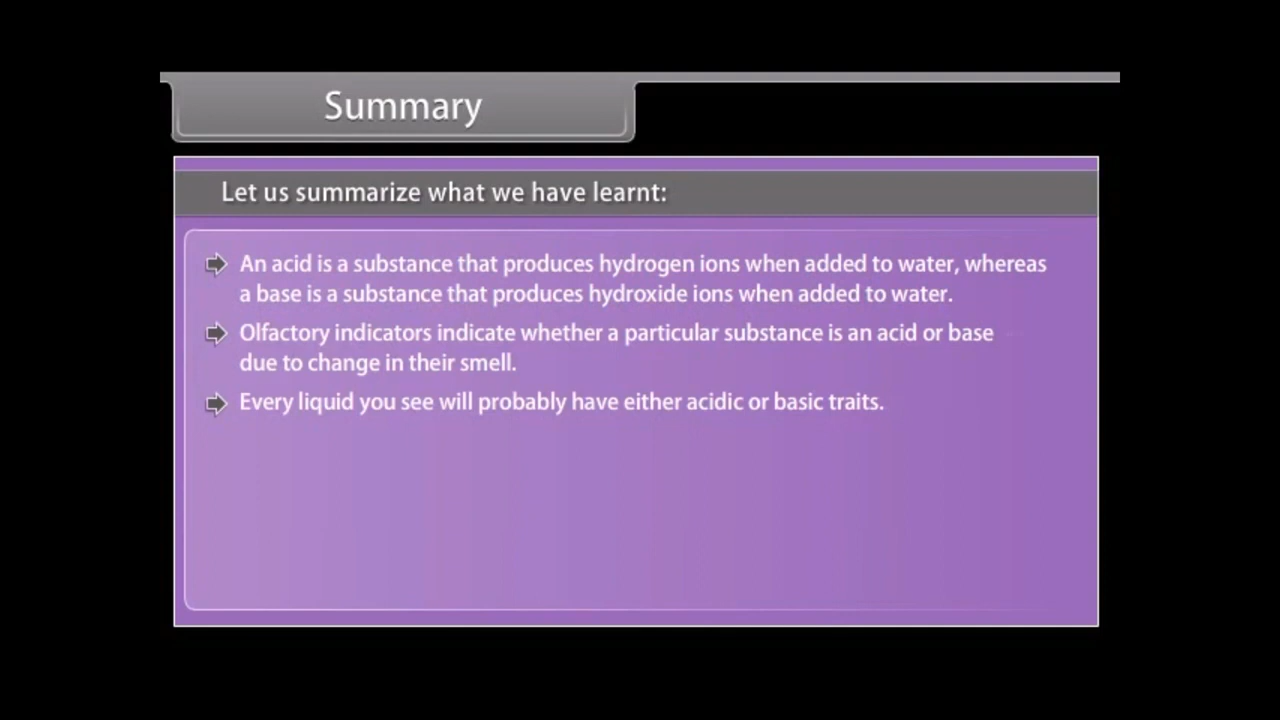 Summary
Let us summarize what we have learnt:
An acid is a substance that produces hydrogen ions when added to water, whereas
a base is a substance that produces hydroxide ions when added to water.
Olfactory indicators indicate whether a particular substance is an acid or base
due to change in their smell.
Every liquid you see will probably have either acidic or basic traits.